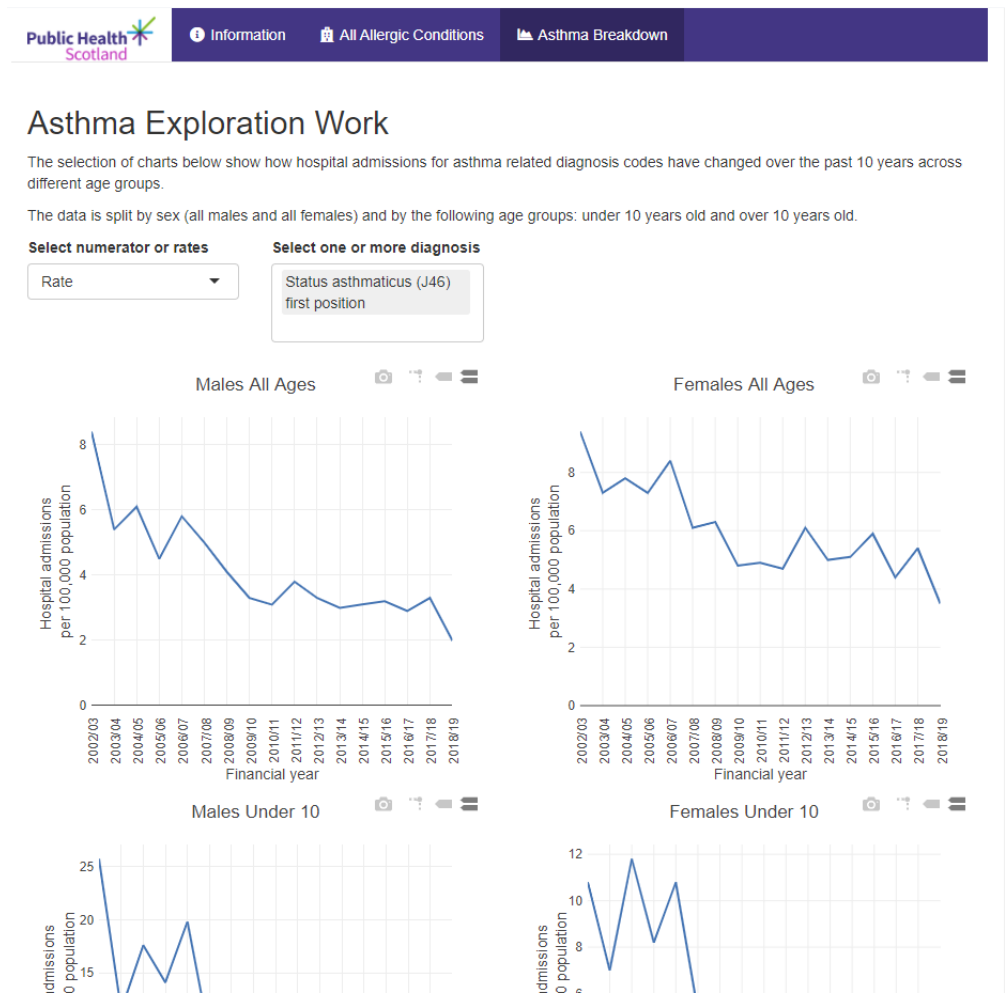 Public Health
Scotland
Information
All Allergic Conditions
Asthma Breakdown
Asthma Exploration Work
The selection of charts below show how hospital admissions for asthma related diagnosis codes have changed over the past 10 years across
different age groups.
The data is split by sex (all males and all females) and by the following age groups: under 10 years old and over 10 years old.
Select numerator or rates
Select one or more diagnosis
Rate
Status asthmaticus (J46)
first position
Males All Ages
Hospital admissions
per 100,000 population
8
6
4
2
0
2002/03
2003/04
2004/05
2005/06
2006/07
2007/08
2008/09
2009/10
2010/11
2011/12
2012/13
2013/14
2014/15
2015/16
2016/17
2017/18
2018/19
Financial year
Females All Ages
Hospital admissions
per 100,000 population
8
6
4
2
0
2002/03
2003/04
2004/05
2005/06
2006/07
2007/08
2008/09
2009/10
2010/11
2011/12
2012/13
2013/14
2014/15
2015/16
2016/17
2017/18
2018/19
Financial year
Males Under 10
25
20
15
population
Females Under 10
12
10
8
population